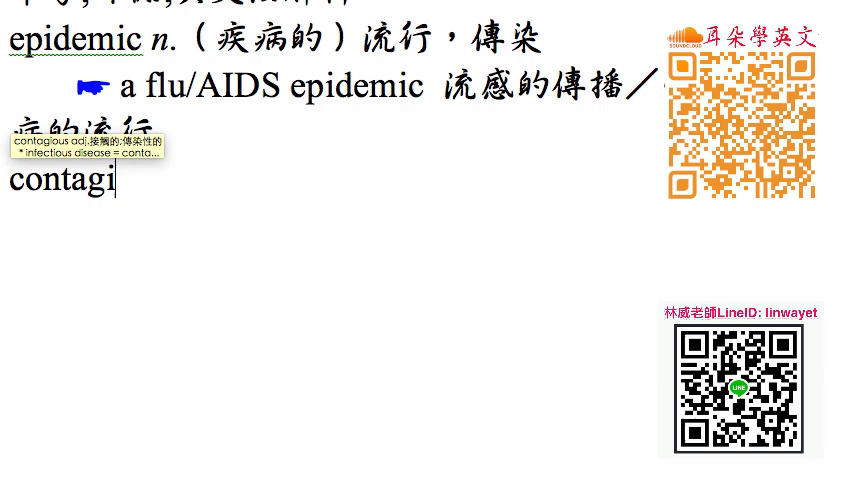 epidemic n.（疾病的）流行，傳染
☛ a flu/AIDS epidemic 流感的傳播／
病的流行
contagious adj.接觸的;傳染性的
* infectious disease = conta...
contagi
SOUNDCLOUD 耳朵學英文
林威老師LineID: linwayet
LINE